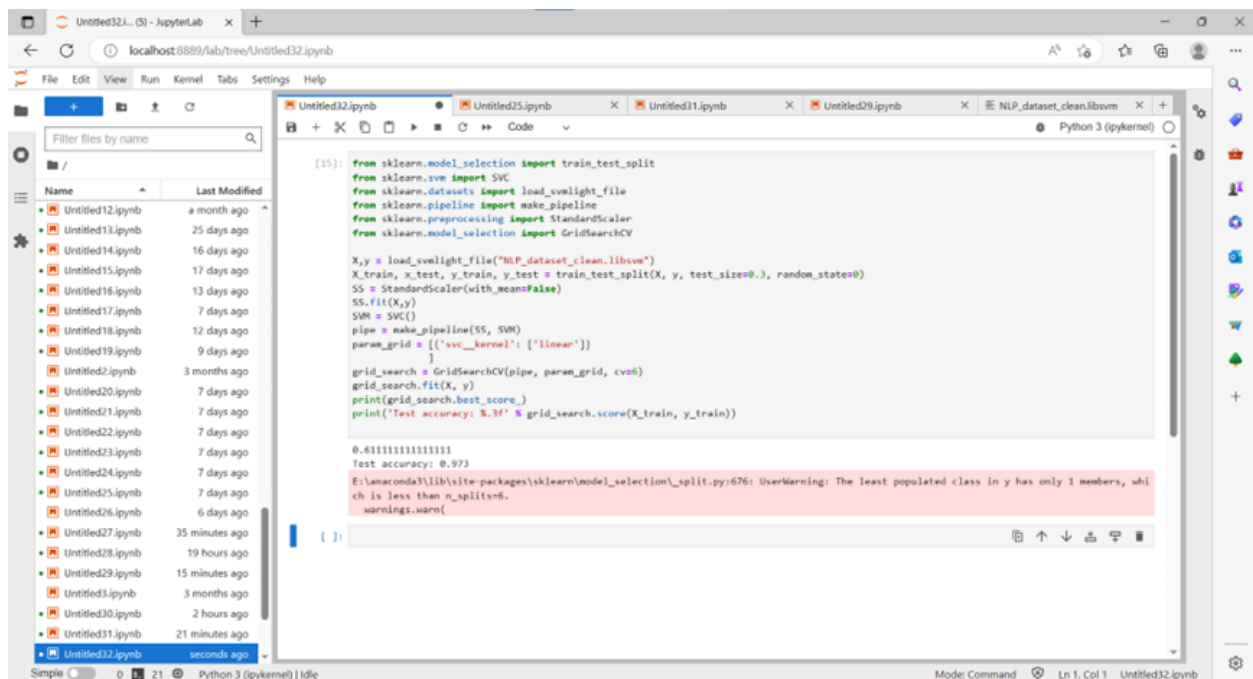 Untitled32.i... (5) - JupyterLab
localhost:8889/lab/tree/Untitled32.ipynb
File Edit View Run Kernel Tabs Settings Help
Untitled32.ipynb
Untitled25.ipynb
Untitled31.ipynb
Untitled29.ipynb
NLP_dataset_clean.libsvm
Code
Python 3 (ipykernel)
Filter files by name
/
Name Last Modified
Untitled12.ipynb a month ago
Untitled13.ipynb 25 days ago
Untitled14.ipynb 16 days ago
Untitled15.ipynb 17 days ago
Untitled16.ipynb 13 days ago
Untitled17.ipynb 7 days ago
Untitled18.ipynb 12 days ago
Untitled19.ipynb 9 days ago
Untitled2.ipynb 3 months ago
Untitled20.ipynb 7 days ago
Untitled21.ipynb 7 days ago
Untitled22.ipynb 7 days ago
Untitled23.ipynb 7 days ago
Untitled24.ipynb 7 days ago
Untitled25.ipynb 7 days ago
Untitled26.ipynb 6 days ago
Untitled27.ipynb 35 minutes ago
Untitled28.ipynb 19 hours ago
Untitled29.ipynb 15 minutes ago
Untitled3.ipynb 3 months ago
Untitled30.ipynb 2 hours ago
Untitled31.ipynb 21 minutes ago
Untitled32.ipynb seconds ago
[15]: from sklearn.model_selection import train_test_split
from sklearn.svm import SVC
from sklearn.datasets import load_svmlight_file
from sklearn.pipeline import make_pipeline
from sklearn.preprocessing import StandardScaler
from sklearn.model_selection import GridSearchCV
X,y = load_svmlight_file("NLP_dataset_clean.libsvm")
X_train, x_test, y_train, y_test = train_test_split(X, y, test_size=0.3, random_state=0)
SS = StandardScaler(with_mean=False)
SS.fit(X,y)
SVM = SVC()
pipe = make_pipeline(SS, SVM)
param_grid = [{'svc__kernel': ['linear']}
]
grid_search = GridSearchCV(pipe, param_grid, cv=6)
grid_search.fit(X, y)
print(grid_search.best_score_)
print('Test accuracy: %.3f' % grid_search.score(X_train, y_train))
0.611111111111111
Test accuracy: 0.973
E:\anaconda3\lib\site-packages\sklearn\model_selection\_split.py:676: UserWarning: The least populated class in y has only 1 members, whi
ch is less than n_splits=6.
warnings.warn(
[ ]:
Simple 0 21 Python 3 (ipykernel) | Idle
Mode: Command Ln 1, Col 1 Untitled32.ipynb